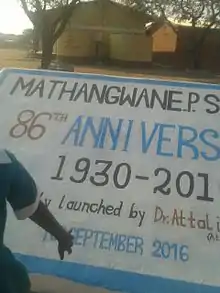 MATHANGWANE.P.S
86TH ANNIVERS
1930-201
Launched by Dr. Attali
SEPTEMBER 2016